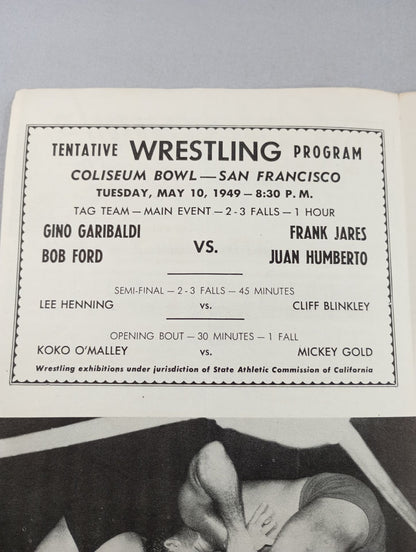 TENTATIVE WRESTLING PROGRAM
COLISEUM BOWL — SAN FRANCISCO
TUESDAY, MAY 10, 1949 – 8:30 P. M.
TAG TEAM – MAIN EVENT – 2 - 3 FALLS – 1 HOUR
GINO GARIBALDI FRANK JARES
VS.
BOB FORD JUAN HUMBERTO
SEMI-FINAL – 2 - 3 FALLS – 45 MINUTES
LEE HENNING vs. CLIFF BLINKLEY
OPENING BOUT – 30 MINUTES – 1 FALL
KOKO O'MALLEY vs. MICKEY GOLD
Wrestling exhibitions under jurisdiction of State Athletic Commission of California